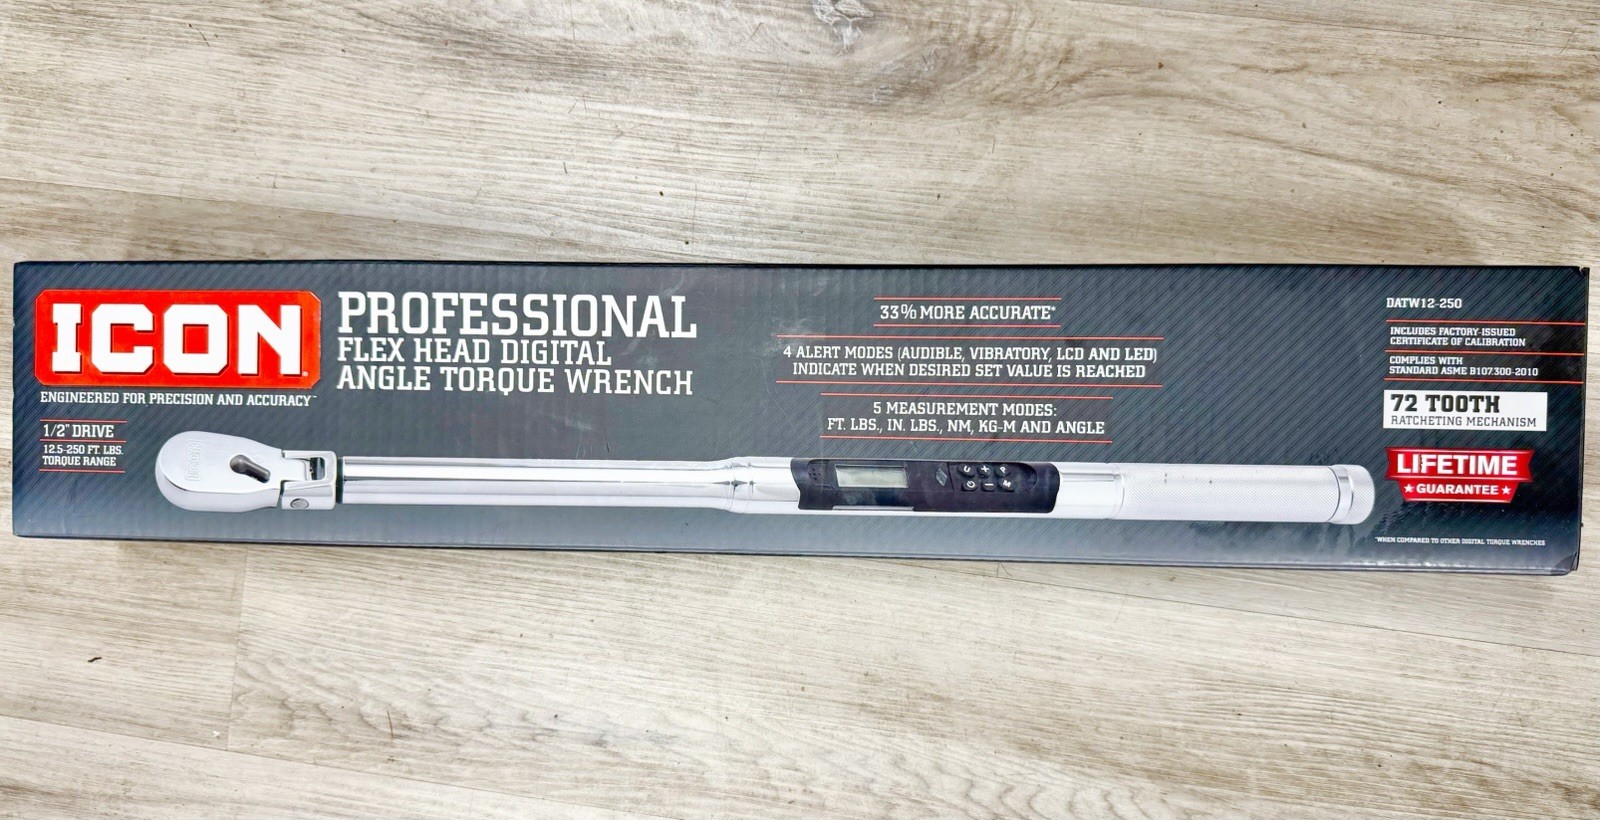 ICON
ENGINEERED FOR PRECISION AND ACCURACY™
1/2" DRIVE
12.5-250 FT. LBS.
TORQUE RANGE
PROFESSIONAL
FLEX HEAD DIGITAL
ANGLE TORQUE WRENCH
33% MORE ACCURATE*
4 ALERT MODES (AUDIBLE, VIBRATORY, LCD AND LED)
INDICATE WHEN DESIRED SET VALUE IS REACHED
5 MEASUREMENT MODES:
FT. LBS., IN. LBS., NM, KG-M AND ANGLE
DATW12-250
INCLUDES FACTORY-ISSUED
CERTIFICATE OF CALIBRATION
COMPLIES WITH
STANDARD ASME B107.300-2010
72 TOOTH
RATCHETING MECHANISM
LIFETIME
GUARANTEE
*WHEN COMPARED TO OTHER DIGITAL TORQUE WRENCHES